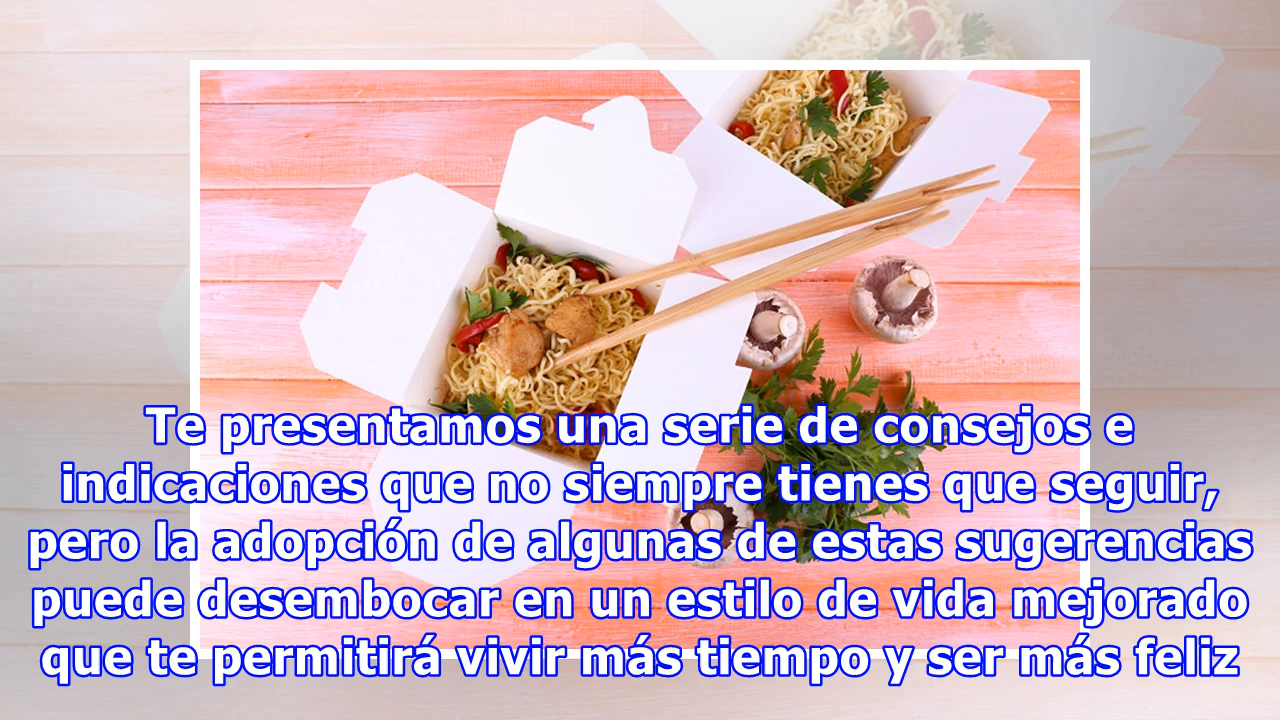 Te presentamos una serie de consejos e
indicaciones que no siempre tienes que seguir,
pero la adopción de algunas de estas sugerencias
puede desembocar en un estilo de vida mejorado
que te permitirá vivir más tiempo y ser más feliz